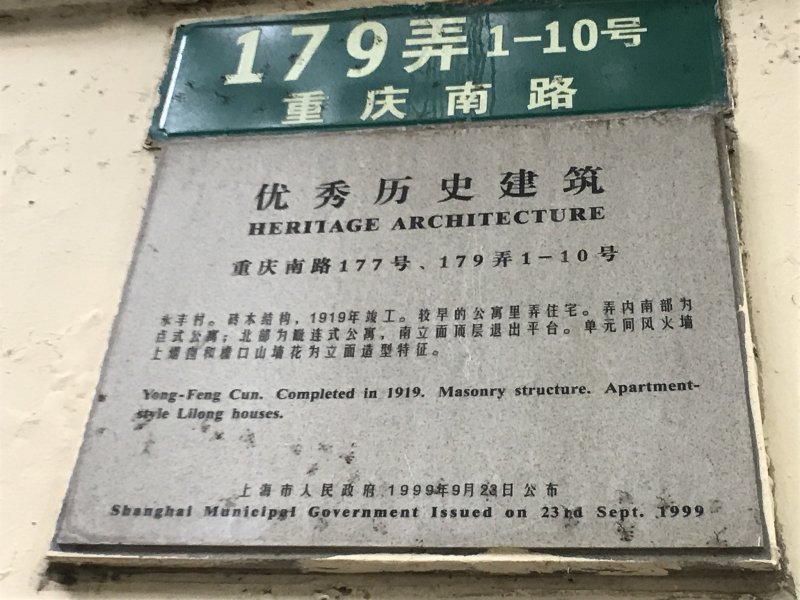 179弄1-10号
重庆南路
优秀历史建筑
HERITAGE ARCHITECTURE
重庆南路177号、179弄1-10号
永丰村。砖木结构，1919年竣工。较早的公寓里弄住宅。弄内南部为
点式公寓；北部为毗连式公寓，南立面顶层退出平台。单元间风火墙
上烟囱和檐口山墙花为立面造型特征。
Yong-Feng Cun. Completed in 1919. Masonry structure. Apartment-
style Lilong houses.
上海市人民政府 1999年9月23日公布
Shanghai Municipal Government Issued on 23rd Sept. 1999